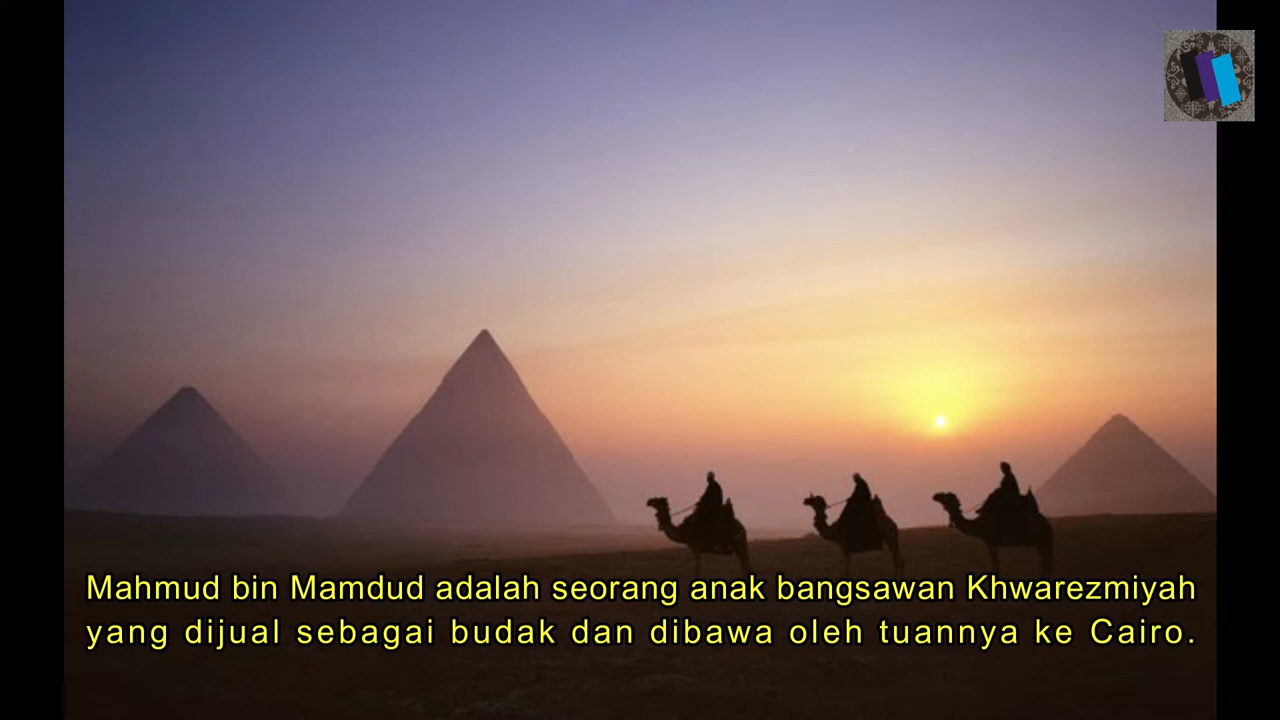 Mahmud bin Mamdud adalah seorang anak bangsawan Khwarezmiyah
yang dijual sebagai budak dan dibawa oleh tuannya ke Cairo.